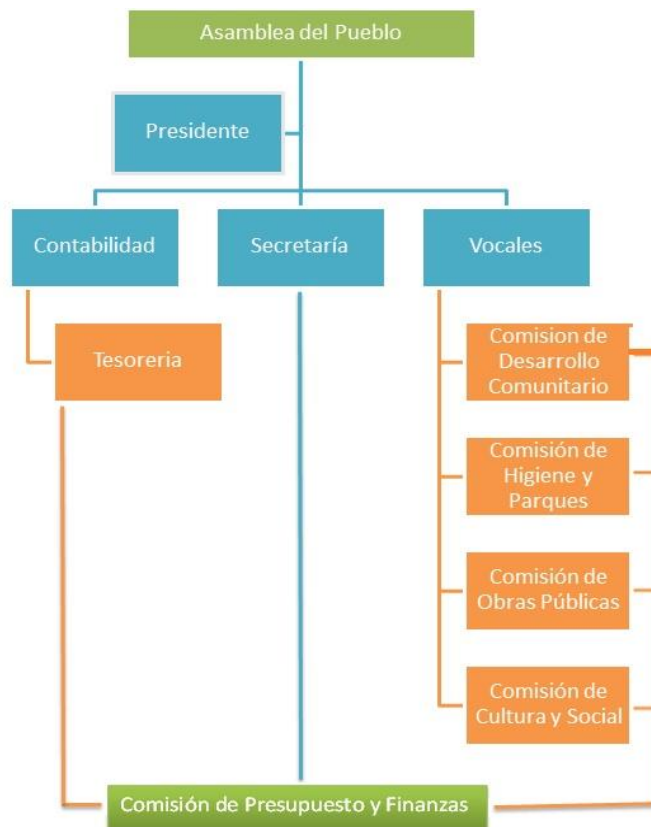 Asamblea del Pueblo
Presidente
Contabilidad
Secretaría
Vocales
Tesoreria
Comision de
Desarrollo
Comunitario
Comisión de
Higiene y
Parques
Comisión de
Obras Públicas
Comisión de
Cultura y Social
Comisión de Presupuesto y Finanzas